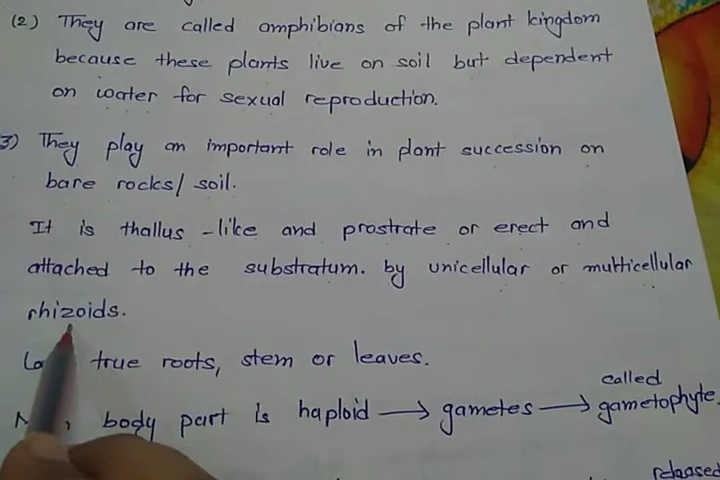 (2) They are called amphibians of the plant kingdom
because these plants live on soil but dependent
on water for sexual reproduction.
3) They play an important role in plant succession on
bare rocks/ soil.
It is thallus -like and prostrate or erect and
attached to the substratum. by unicellular or multicellular
rhizoids.
true roots, stem or leaves.
called
body part is haploid → gametes → gametophyte.
released